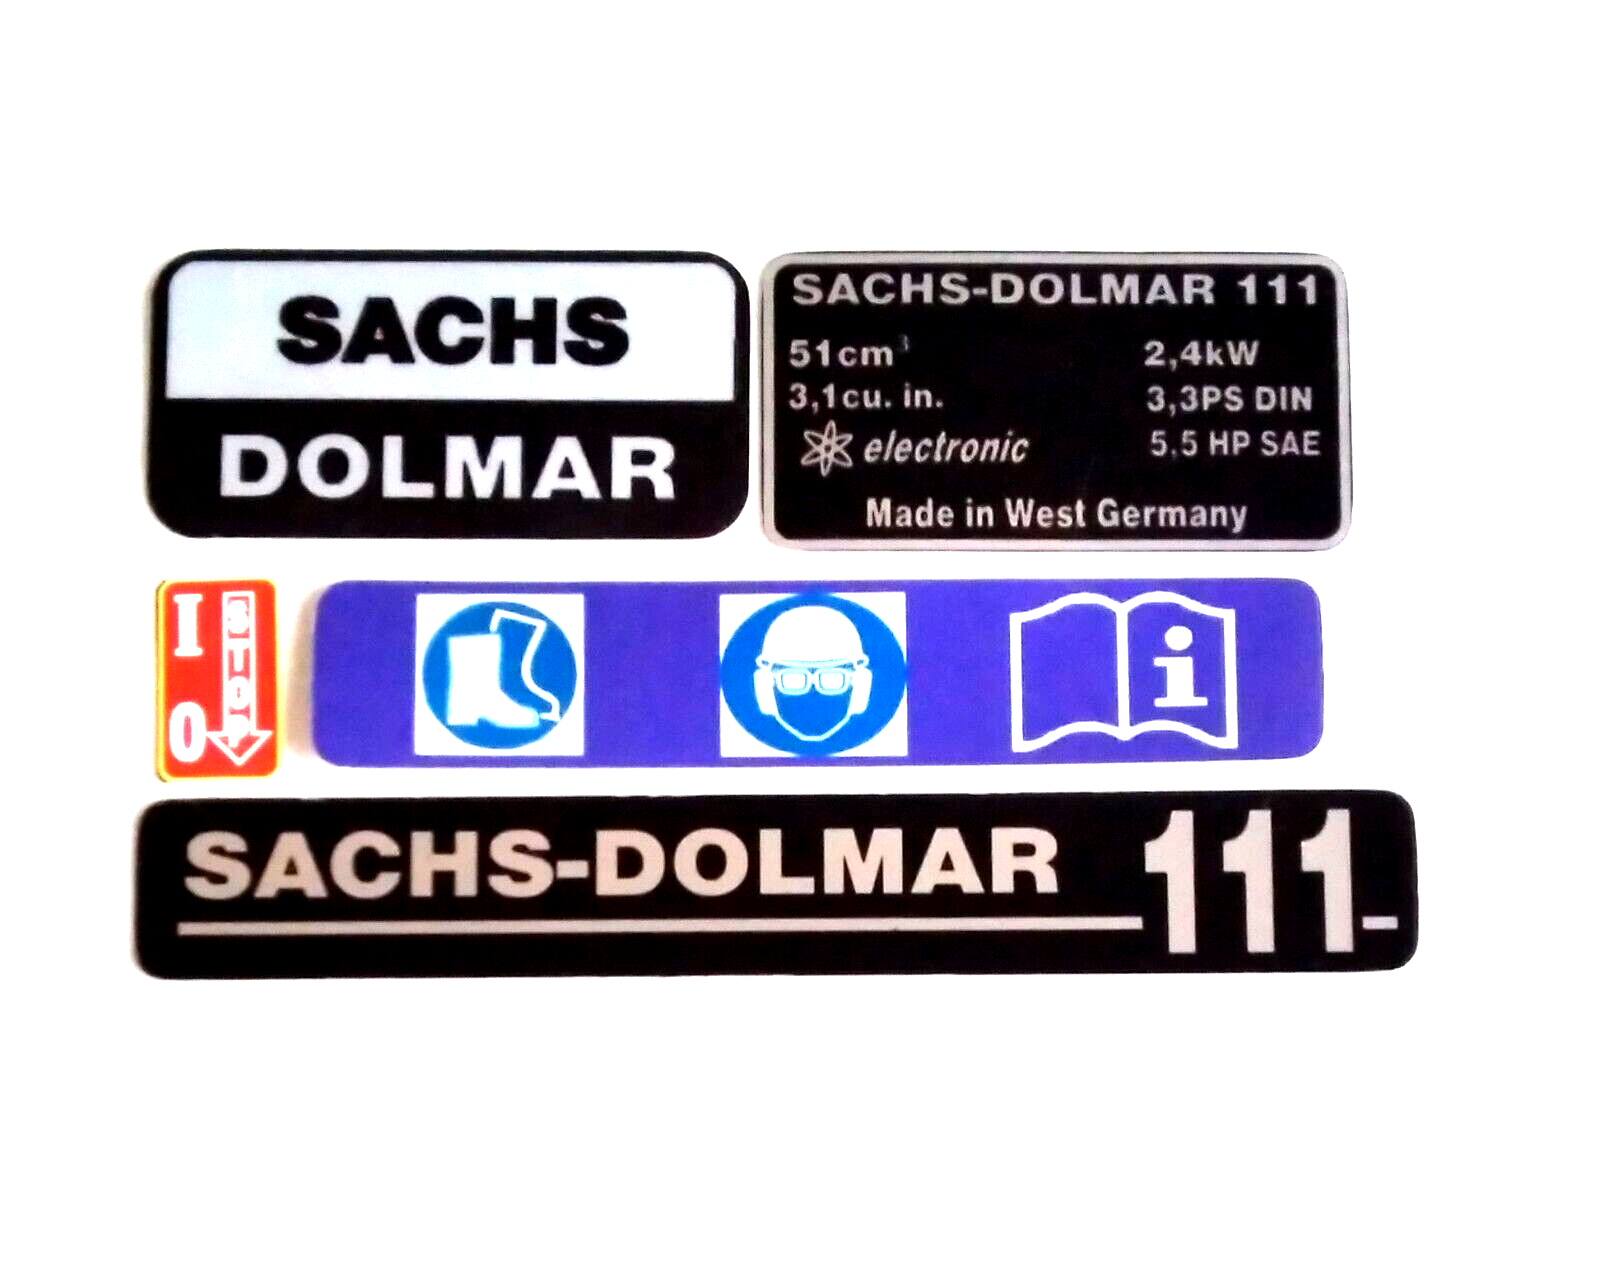 SACHS
DOLMAR
SACHS-DOLMAR 111
51cm³ 2,4kW
3,1cu. in. 3,3PS DIN
electronic 5,5 HP SAE
Made in West Germany
I
STOP
0
i
SACHS-DOLMAR 111-